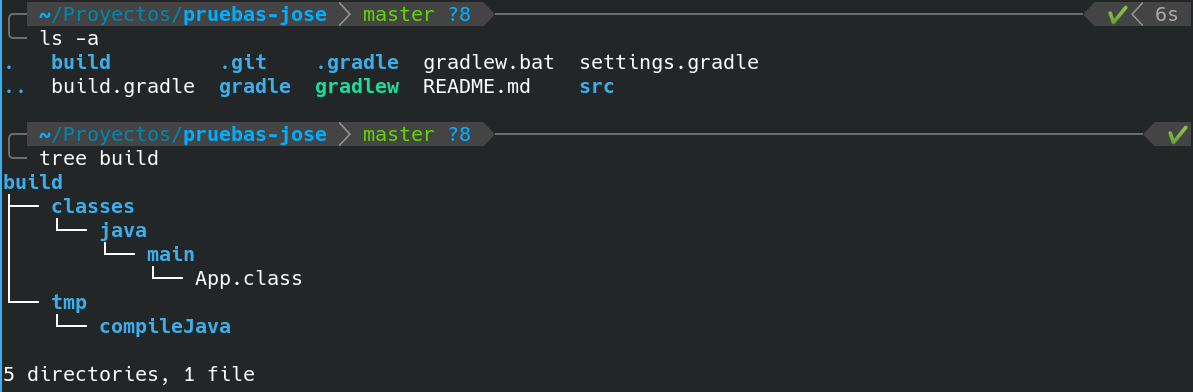 ~/Proyectos/pruebas-jose master ?8 ✔ 6s
ls -a
. build .git .gradle gradlew.bat settings.gradle
.. build.gradle gradle gradlew README.md src
~/Proyectos/pruebas-jose master ?8 ✔
tree build
build
├── classes
│   └── java
│       └── main
│           └── App.class
└── tmp
    └── compileJava
5 directories, 1 file